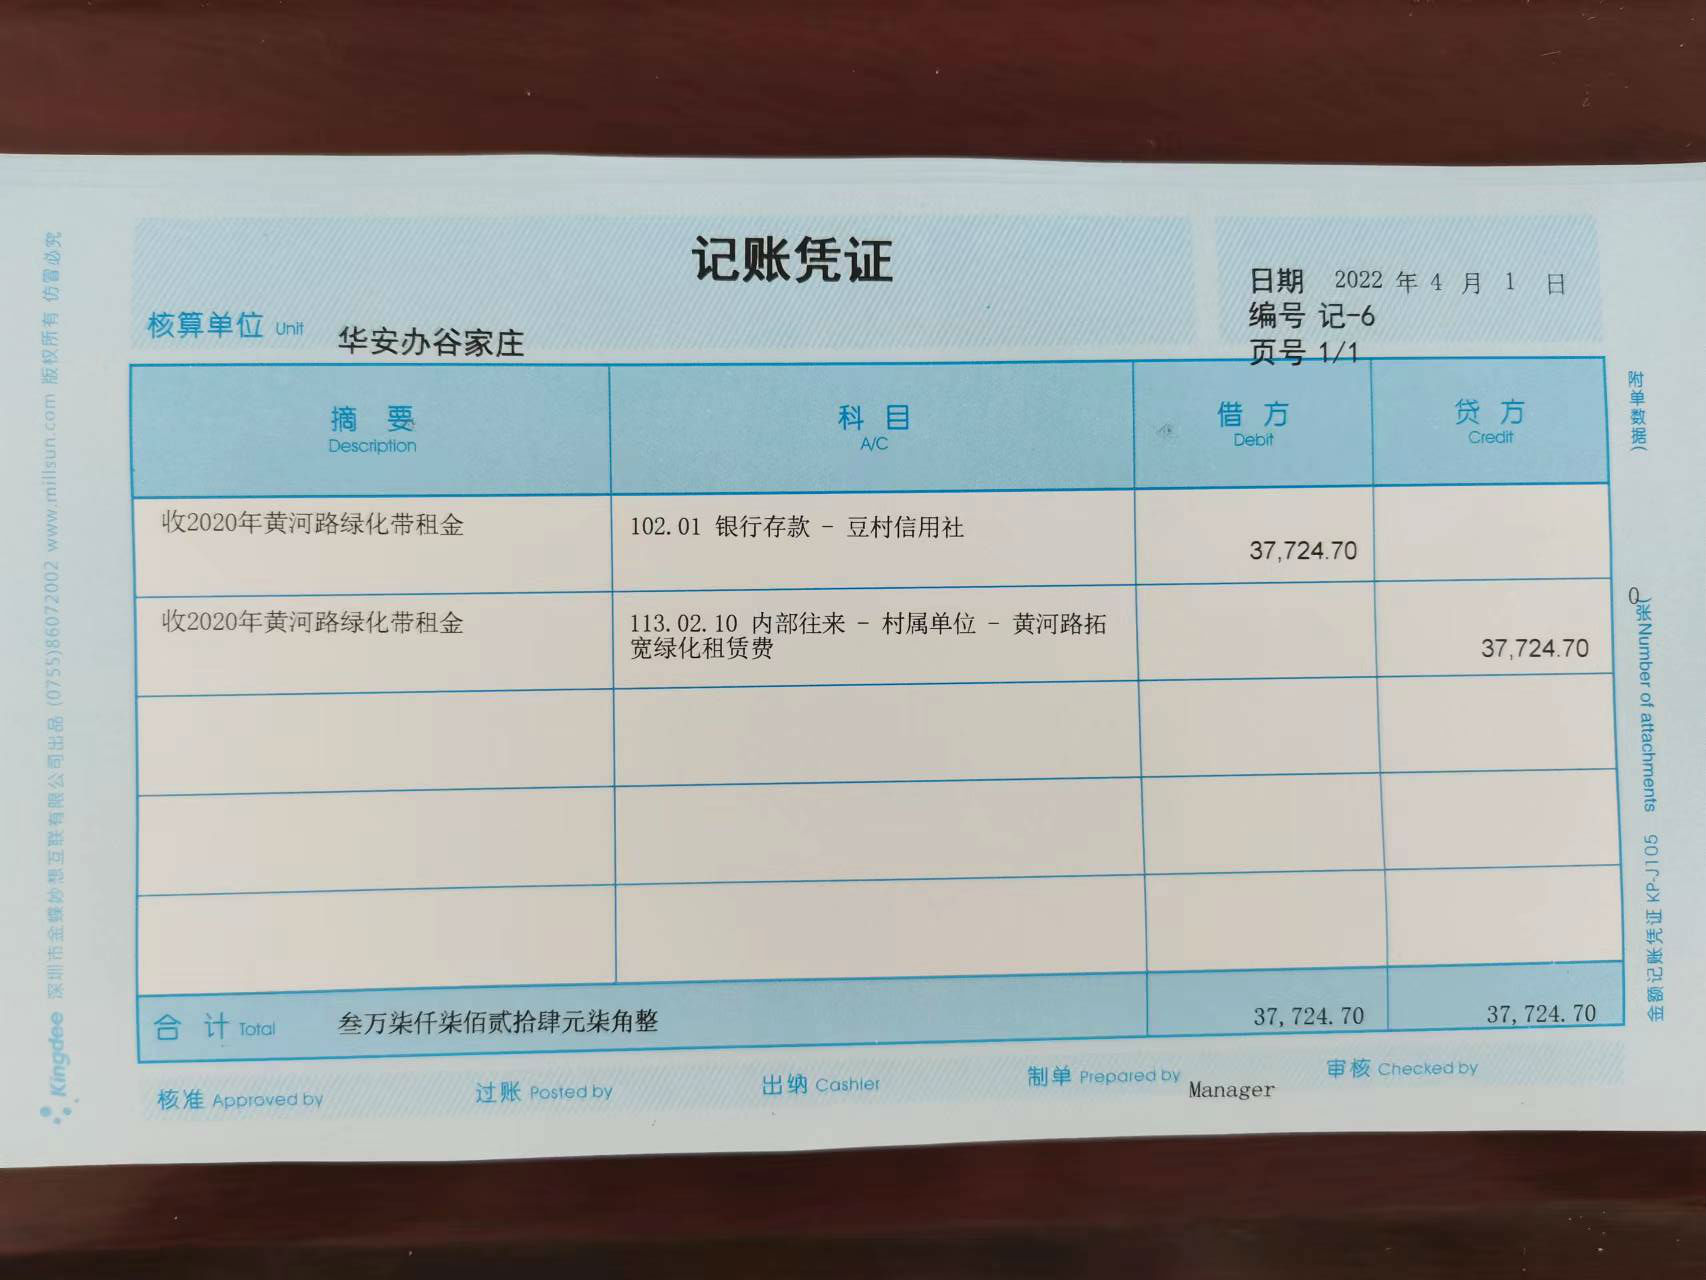 记账凭证
日期 2022 年 4 月 1 日
编号 记-6
核算单位 Unit 华安办谷家庄
页号 1/1
摘 要 科 目 借 方 贷 方
Description A/C Debit Credit
收2020年黄河路绿化带租金 102.01 银行存款 - 豆村信用社 37,724.70
收2020年黄河路绿化带租金 113.02.10 内部往来 - 村属单位 - 黄河路拓
宽绿化租赁费 37,724.70
合 计 Total 叁万柒仟柒佰贰拾肆元柒角整 37,724.70 37,724.70
核准 Approved by 过账 Posted by 出纳 Cashier 制单 Prepared by Manager 审核 Checked by
附单数据) 0 张(Number of attachments 金额记账凭证 KP-J105
Kingdee 深圳市金蝶妙想互联有限公司出品 (0755)86072002 www.millsun.com 版权所有 仿冒必究